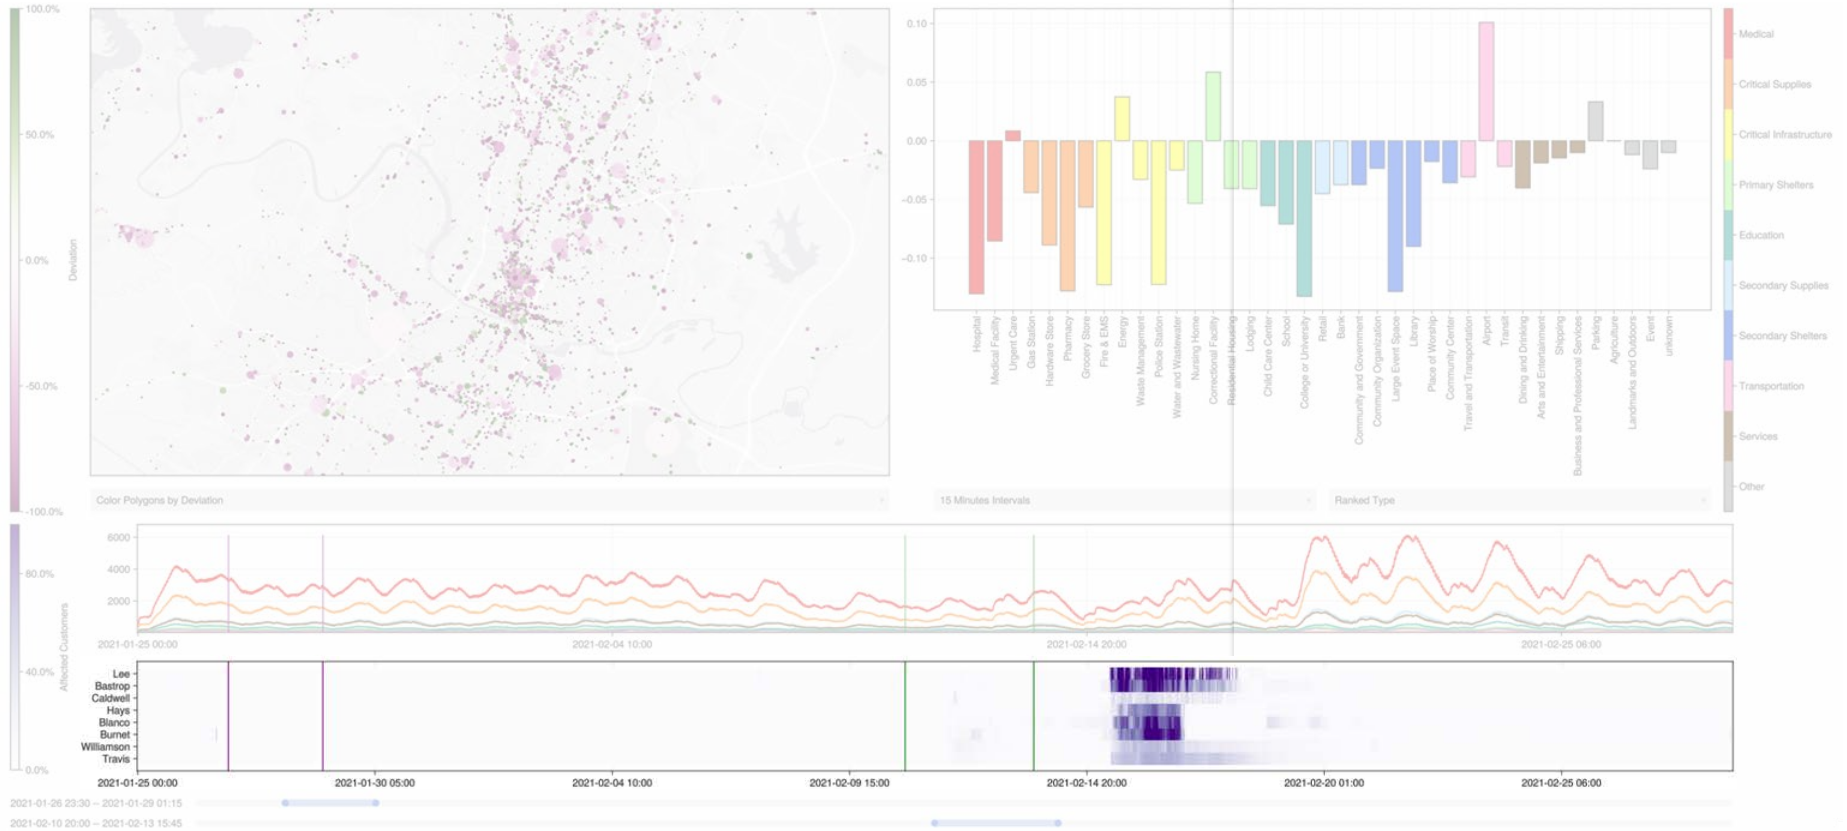 100.0%
50.0%
0.0%
-50.0%
-100.0%
Deviation
0.10
0.05
0.00
−0.05
−0.10
Hospital
Medical Facility
Urgent Care
Gas Station
Hardware Store
Pharmacy
Grocery Store
Fire & EMS
Energy
Waste Management
Police Station
Water and Wastewater
Nursing Home
Correctional Facility
Residential Housing
Lodging
Child Care Center
School
College or University
Retail
Bank
Community and Government
Community Organization
Large Event Space
Library
Place of Worship
Community Center
Travel and Transportation
Airport
Transit
Dining and Drinking
Arts and Entertainment
Shipping
Business and Professional Services
Parking
Agriculture
Landmarks and Outdoors
Event
unknown
Medical
Critical Supplies
Critical Infrastructure
Primary Shelters
Education
Secondary Supplies
Secondary Shelters
Transportation
Services
Other
Color Polygons by Deviation
15 Minutes Intervals
Ranked Type
6000
4000
2000
2021-01-25 00:00
2021-02-04 10:00
2021-02-14 20:00
2021-02-25 06:00
80.0%
40.0%
0.0%
Affected Customers
Lee
Bastrop
Caldwell
Hays
Blanco
Burnet
Williamson
Travis
2021-01-25 00:00
2021-01-30 05:00
2021-02-04 10:00
2021-02-09 15:00
2021-02-14 20:00
2021-02-20 01:00
2021-02-25 06:00
2021-01-26 23:30 -- 2021-01-29 01:15
2021-02-10 20:00 -- 2021-02-13 15:45